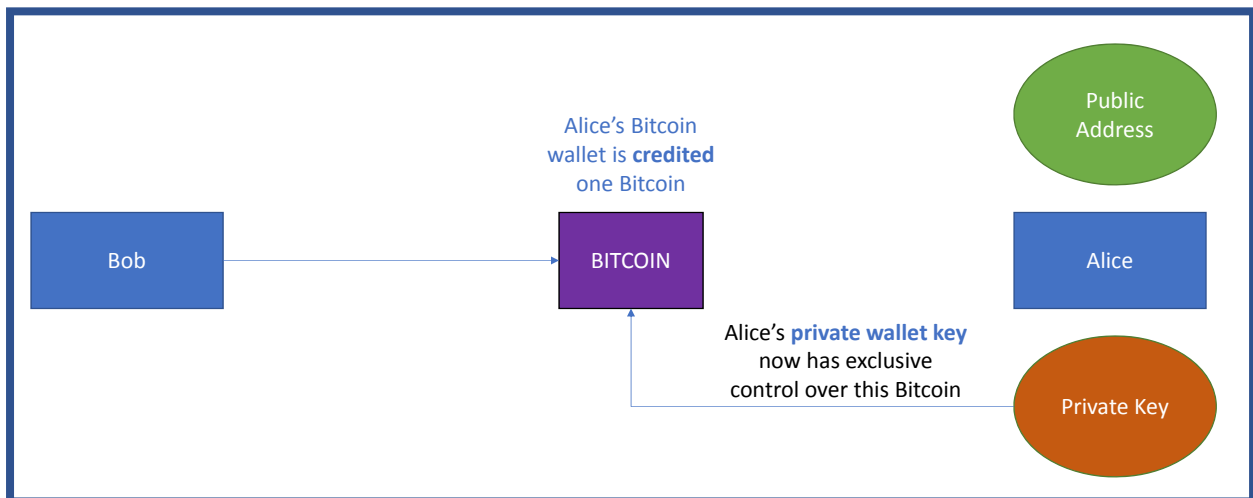 Public
Address
Alice’s Bitcoin
wallet is credited
one Bitcoin
Bob
BITCOIN
Alice
Alice’s private wallet key
now has exclusive
control over this Bitcoin
Private Key